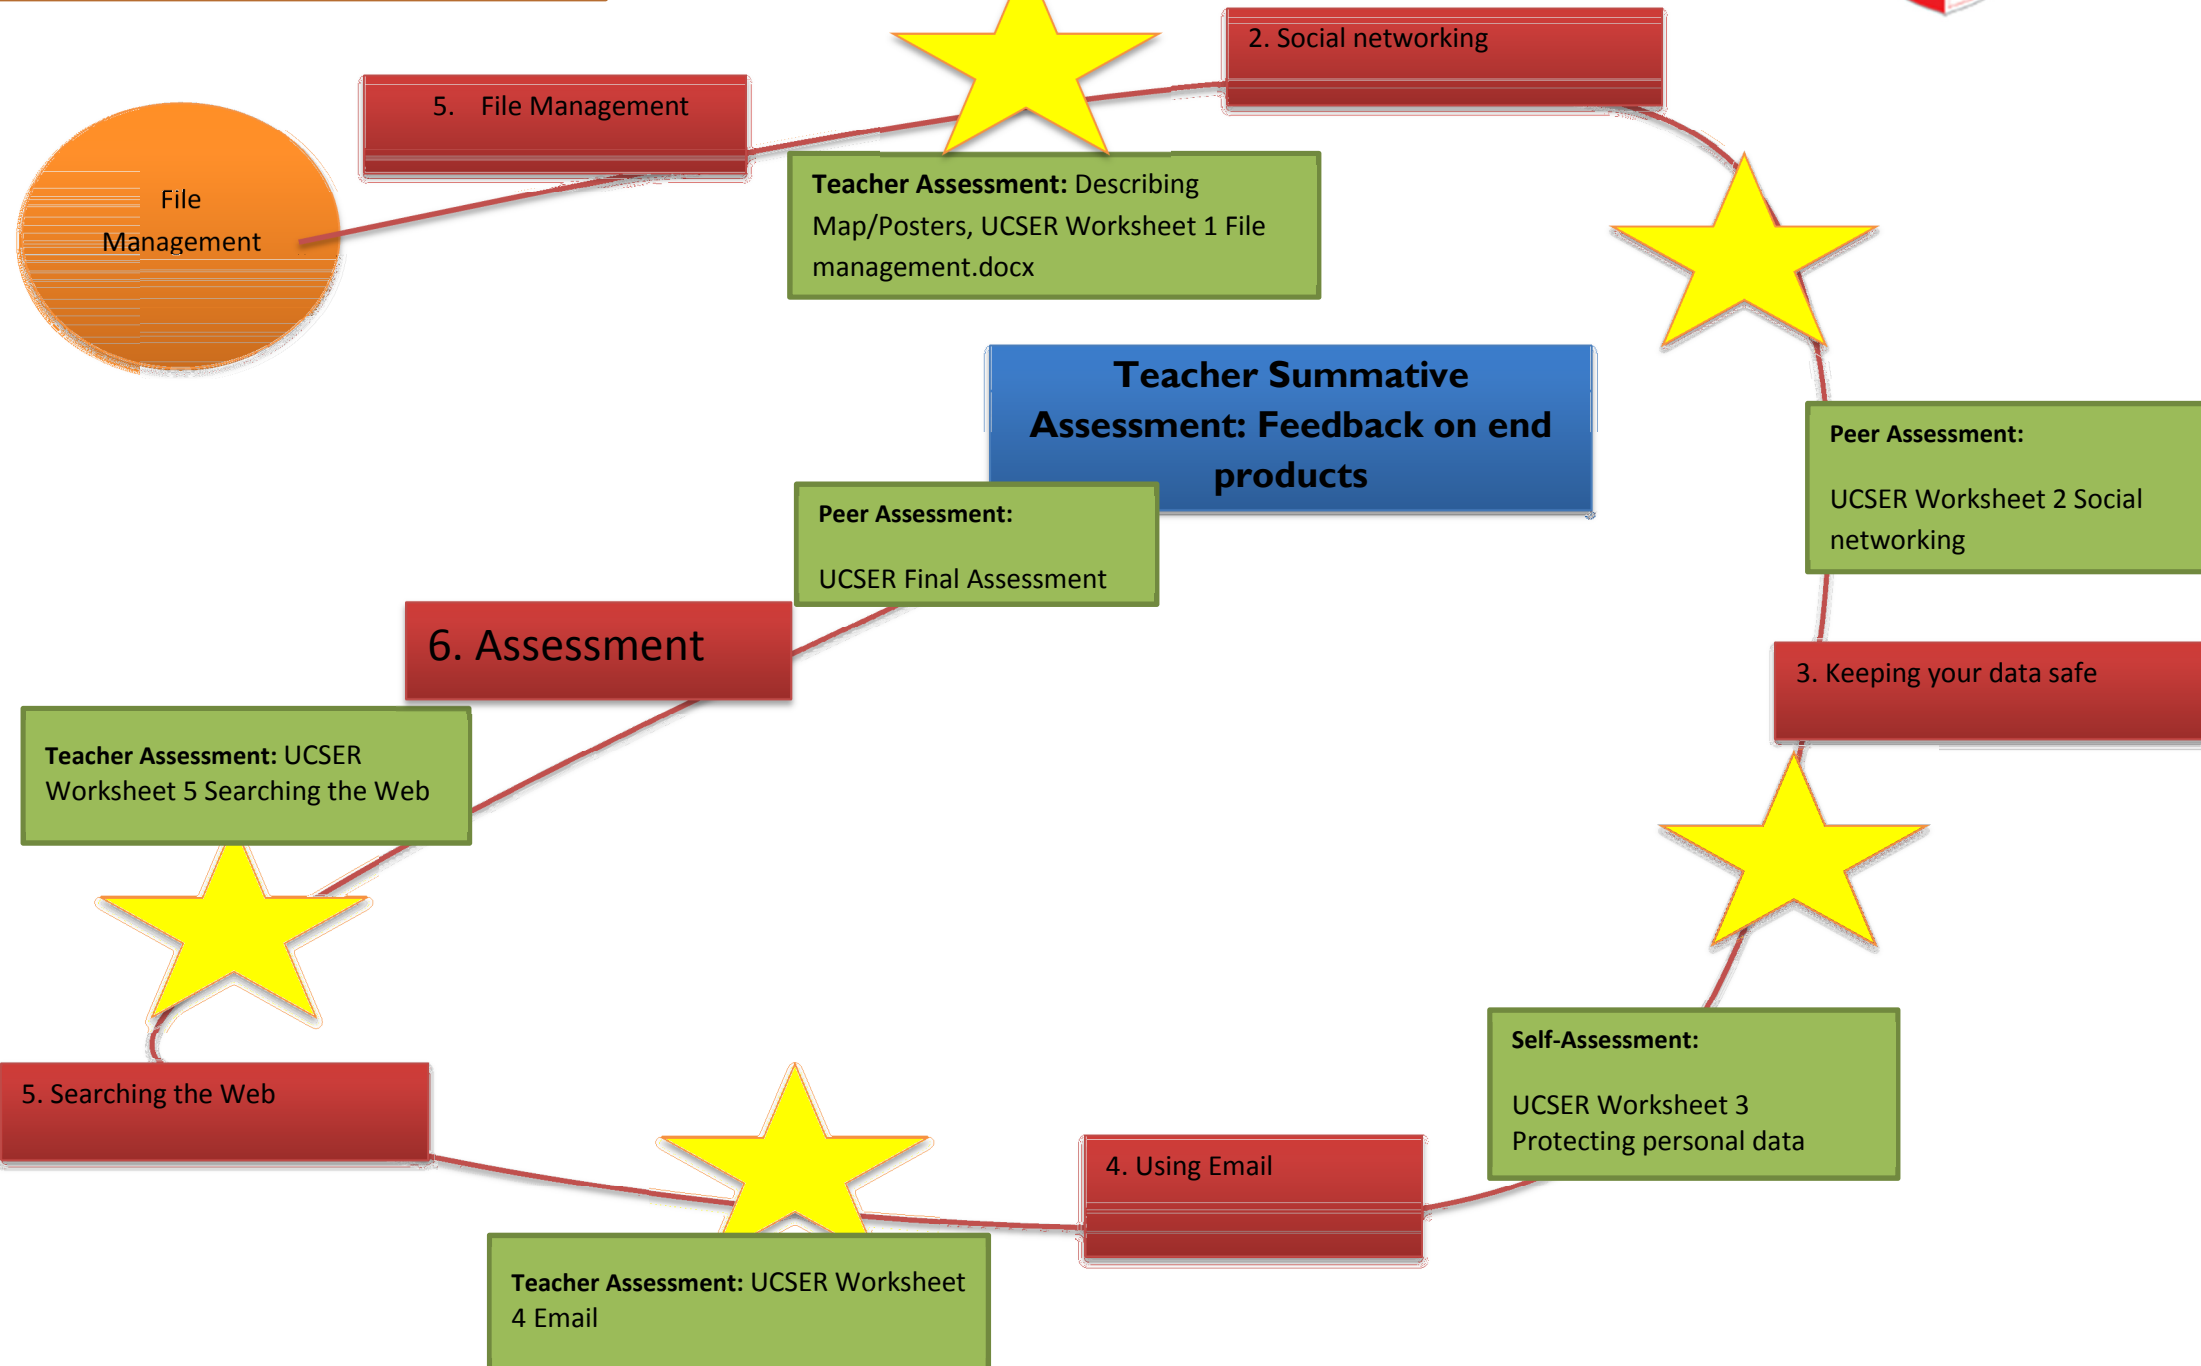 File
Management
5. File Management
2. Social networking
Teacher Assessment: Describing
Map/Posters, UCSER Worksheet 1 File
management.docx
Teacher Summative
Assessment: Feedback on end
products
Peer Assessment:
UCSER Worksheet 2 Social
networking
Peer Assessment:
UCSER Final Assessment
6. Assessment
3. Keeping your data safe
Teacher Assessment: UCSER
Worksheet 5 Searching the Web
Self-Assessment:
UCSER Worksheet 3
Protecting personal data
5. Searching the Web
4. Using Email
Teacher Assessment: UCSER Worksheet
4 Email